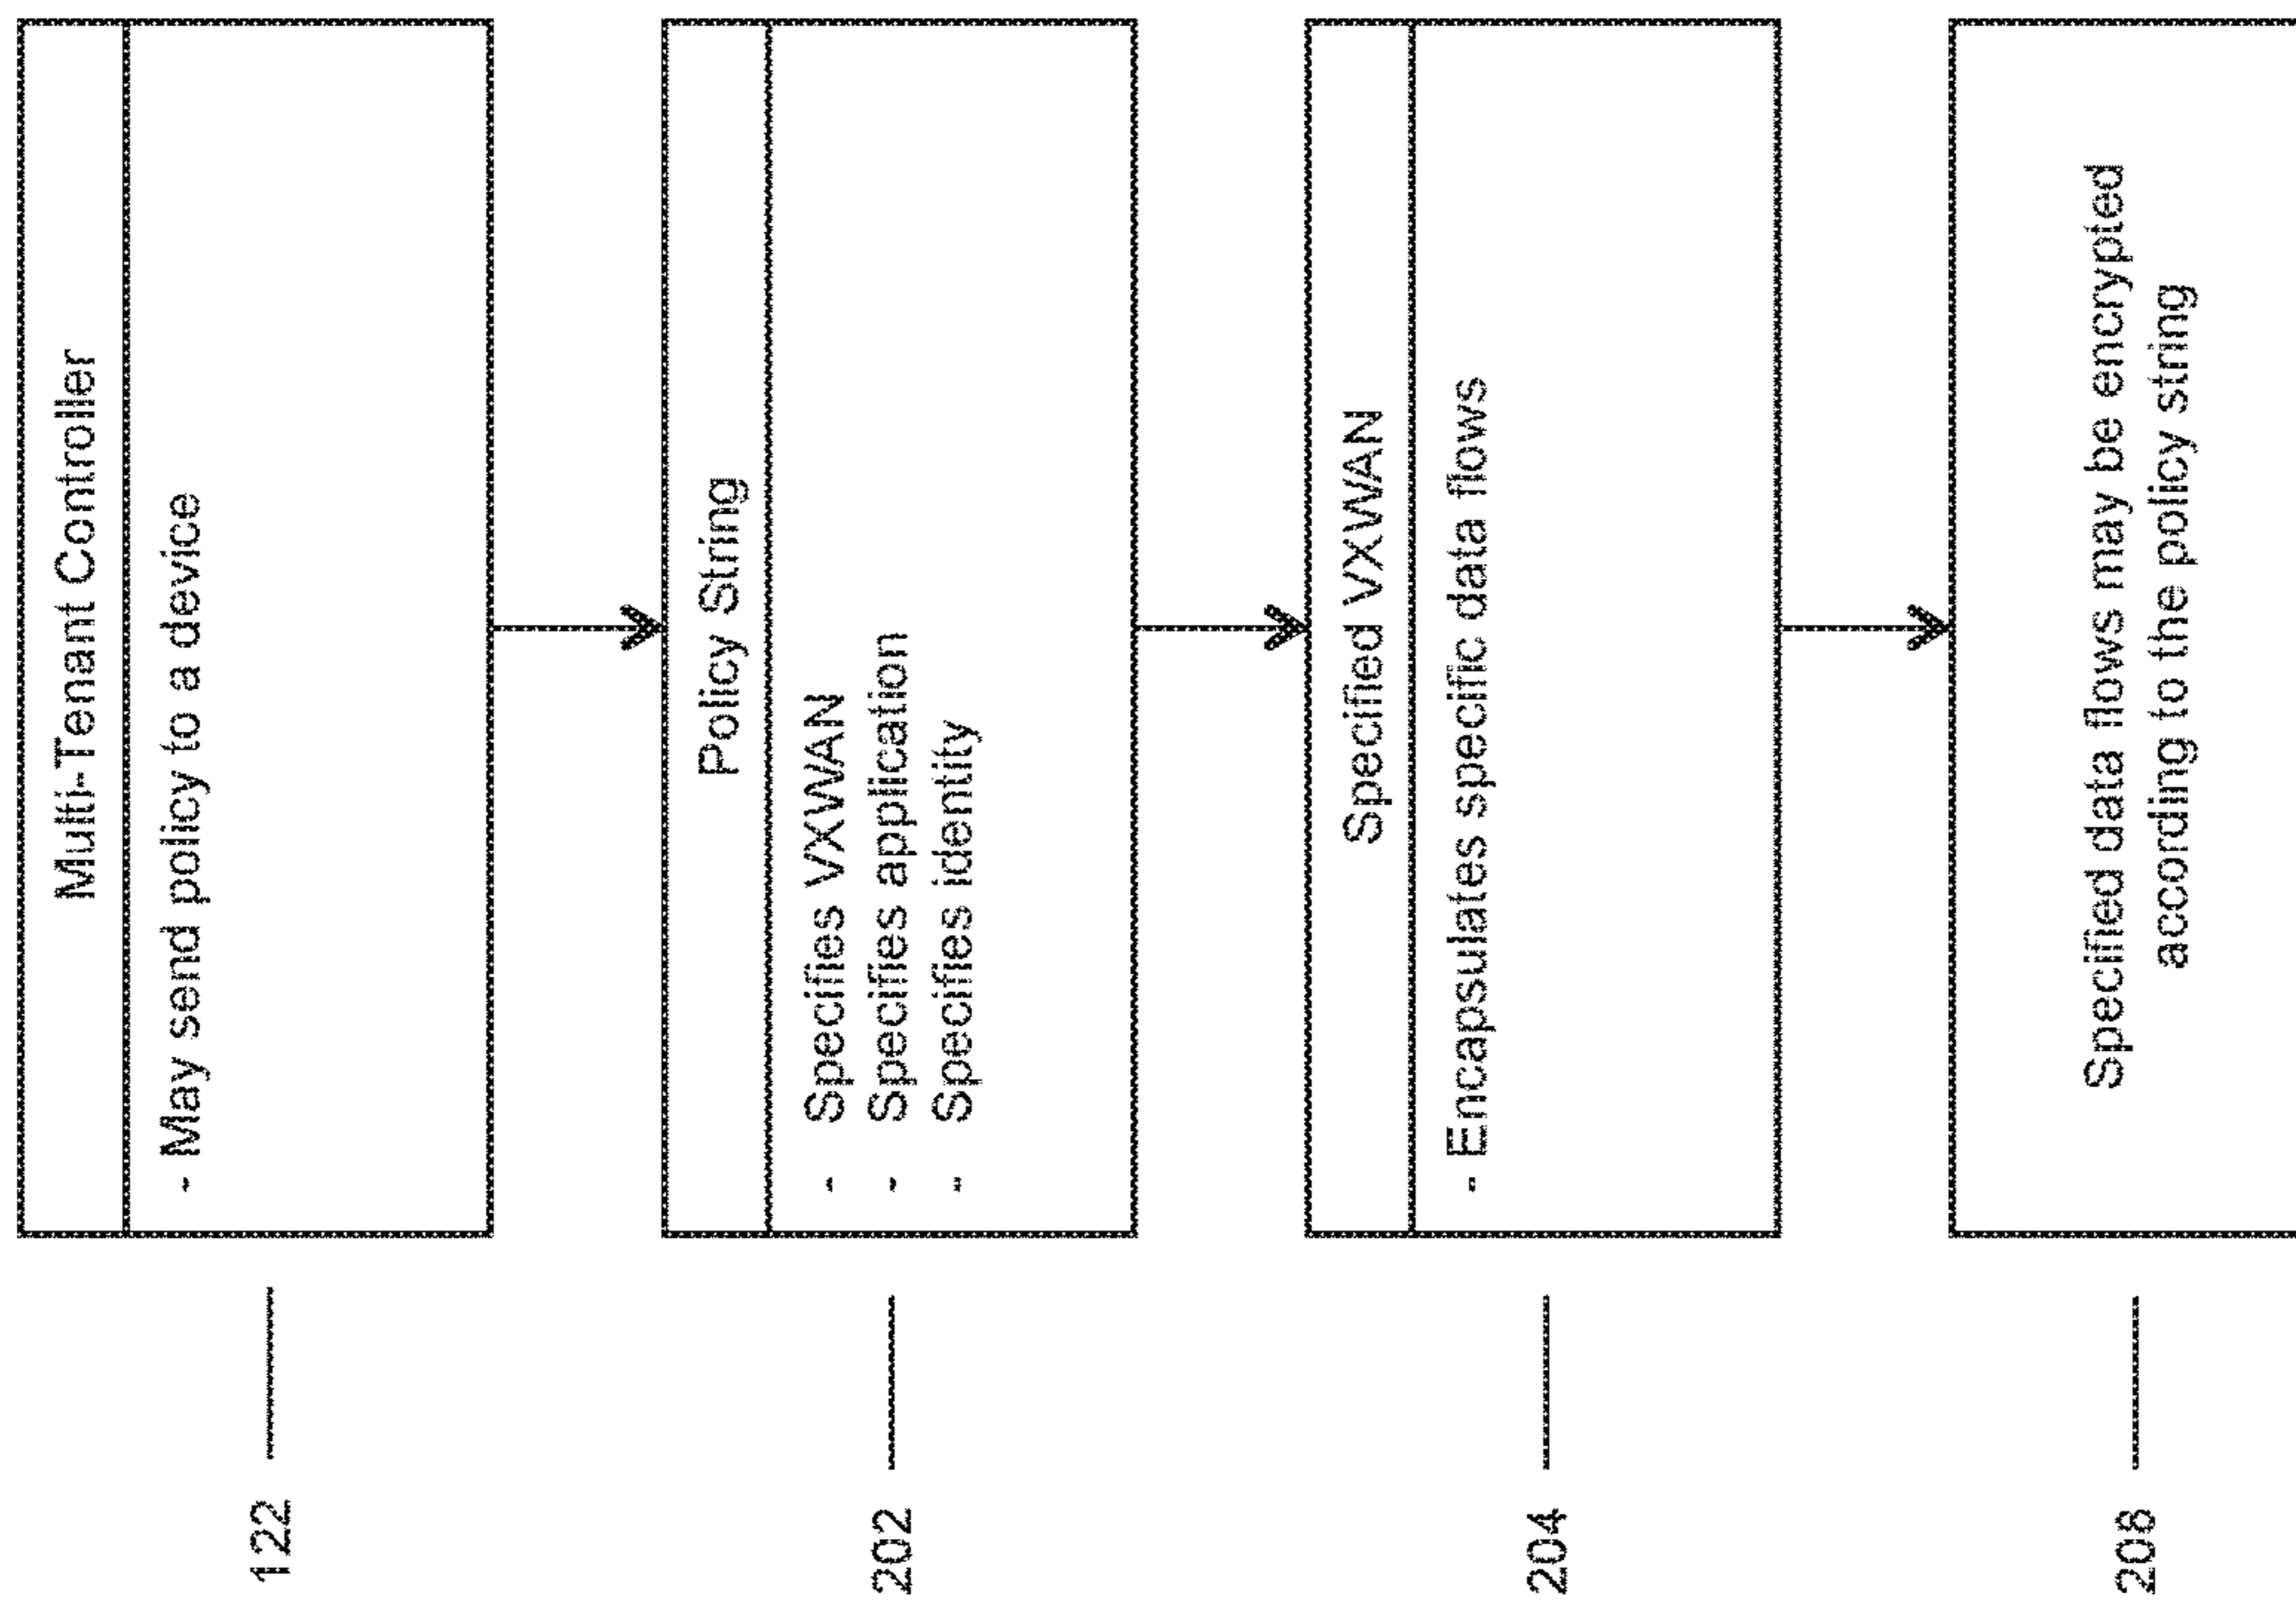 122
Multi-Tenant Controller
- May send policy to a device
202
Policy String
- Specifies VXWAN
- Specifies application
- Specifies identity
204
Specified VXWAN
- Encapsulates specific data flows
208
Specified data flows may be encrypted
according to the policy string